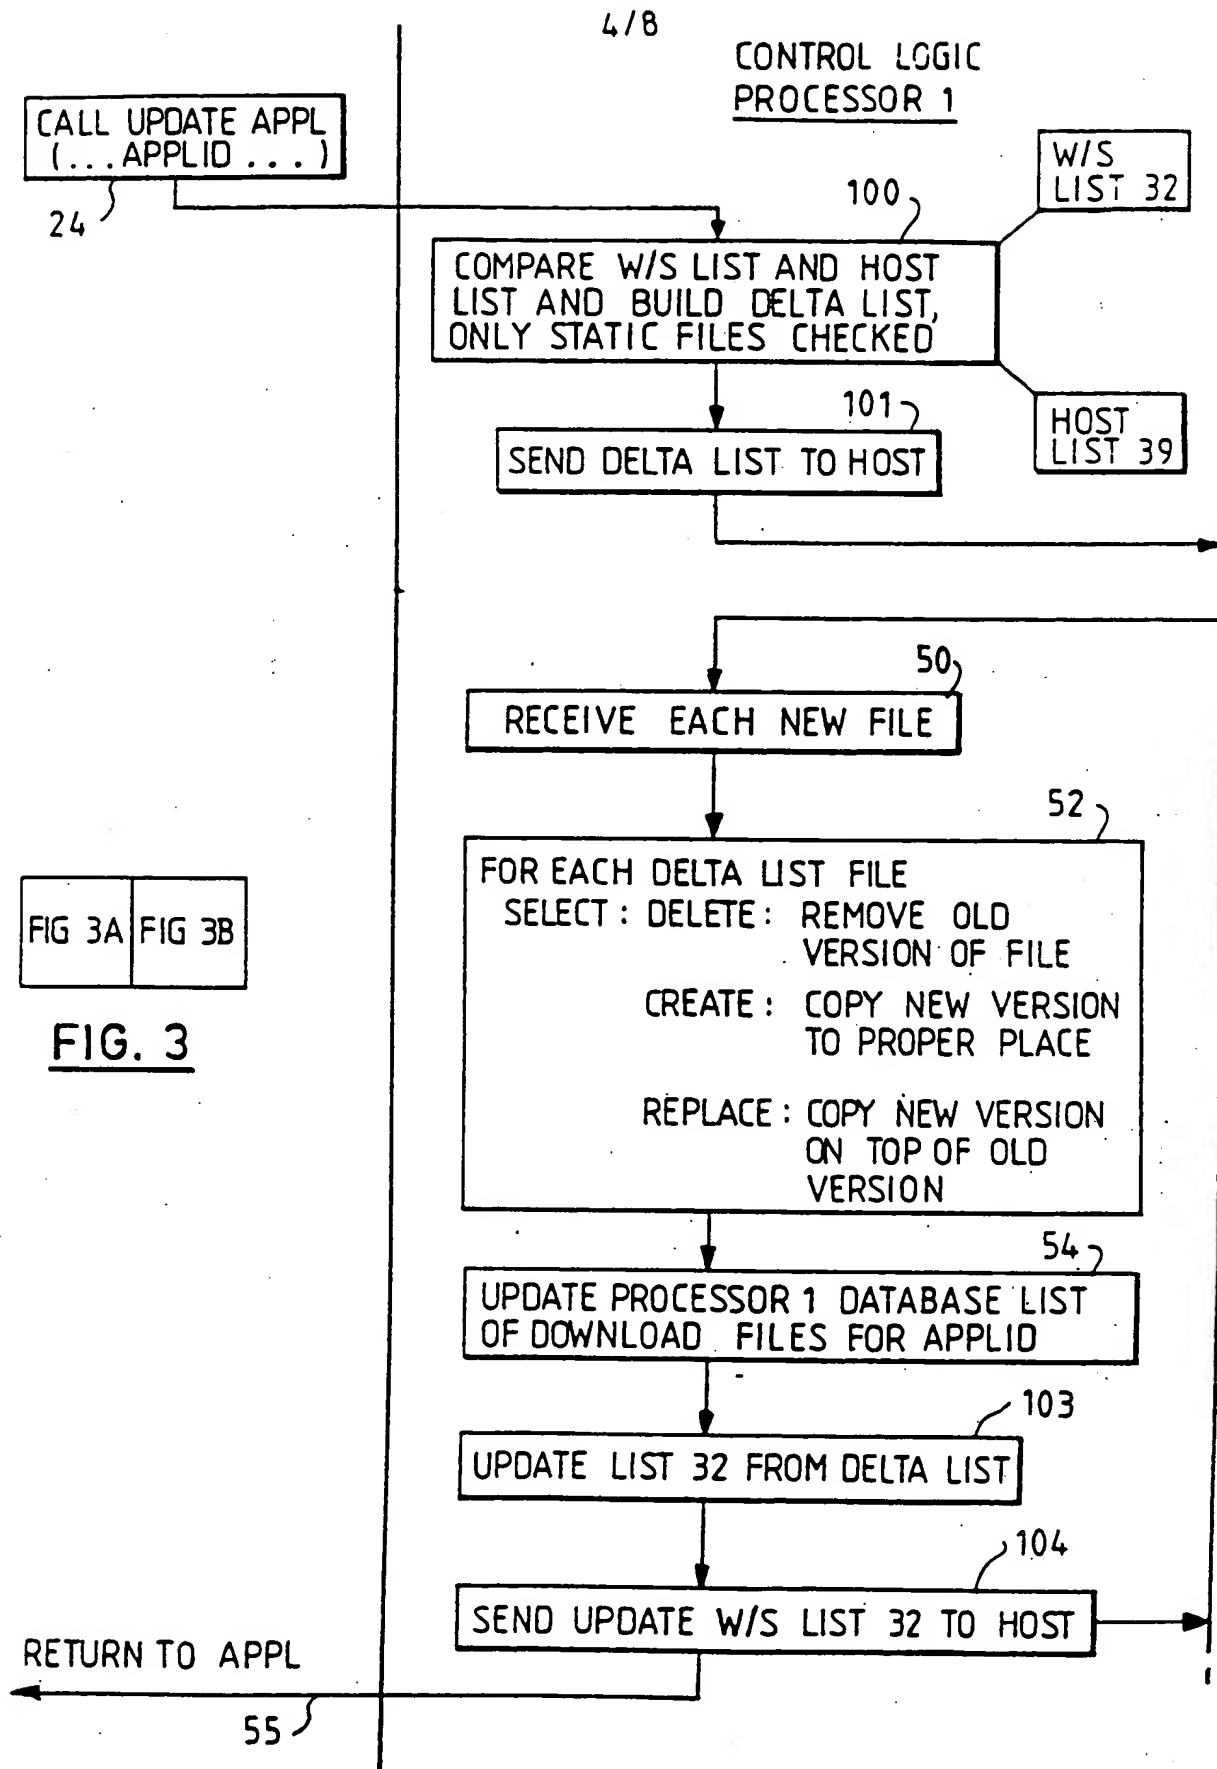 4/8
CONTROL LOGIC
PROCESSOR 1
CALL UPDATE APPL
(...APPLID...)
24
W/S
LIST 32
100
COMPARE W/S LIST AND HOST
LIST AND BUILD DELTA LIST,
ONLY STATIC FILES CHECKED
HOST
LIST 39
101
SEND DELTA LIST TO HOST
50
RECEIVE EACH NEW FILE
52
FOR EACH DELTA LIST FILE
SELECT: DELETE: REMOVE OLD
VERSION OF FILE
CREATE: COPY NEW VERSION
TO PROPER PLACE
REPLACE: COPY NEW VERSION
ON TOP OF OLD
VERSION
FIG 3A FIG 3B
FIG. 3
54
UPDATE PROCESSOR 1 DATABASE LIST
OF DOWNLOAD FILES FOR APPLID
103
UPDATE LIST 32 FROM DELTA LIST
104
SEND UPDATE W/S LIST 32 TO HOST
RETURN TO APPL
55